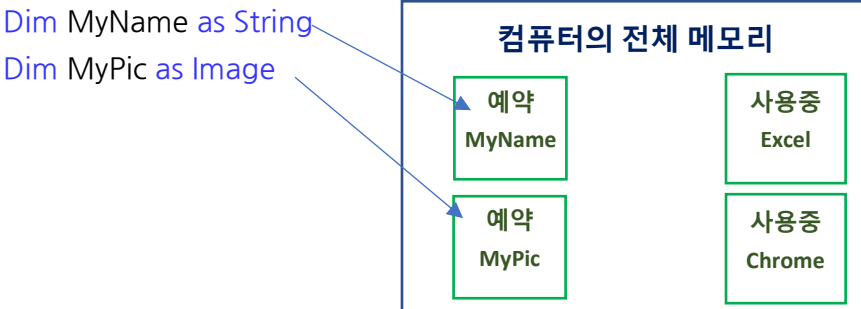 Dim MyName as String
Dim MyPic as Image
컴퓨터의 전체 메모리
예약
MyName
사용중
Excel
예약
MyPic
사용중
Chrome